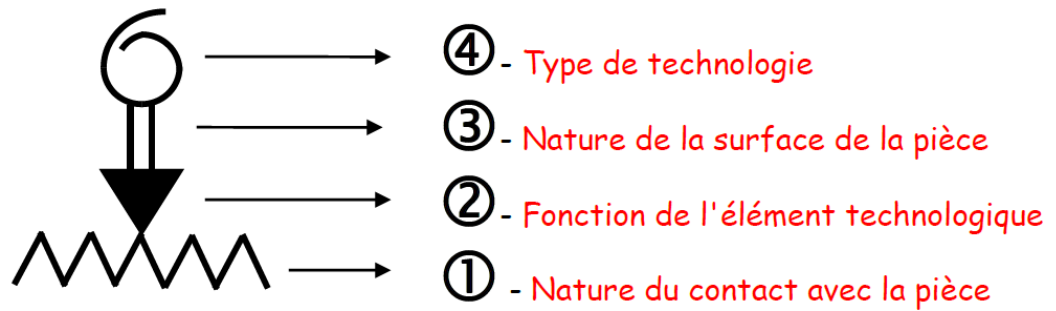 ④ - Type de technologie
③ - Nature de la surface de la pièce
② - Fonction de l'élément technologique
① - Nature du contact avec la pièce